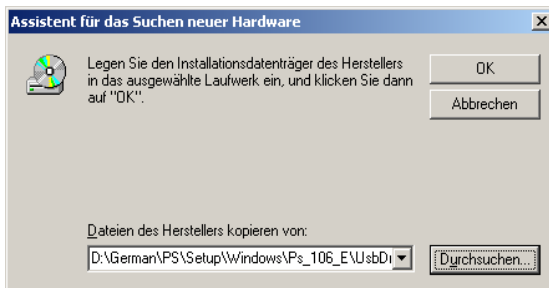 Assistent für das Suchen neuer Hardware
Legen Sie den Installationsdatenträger des Herstellers
in das ausgewählte Laufwerk ein, und klicken Sie dann
auf "OK".
OK
Abbrechen
Dateien des Herstellers kopieren von:
D:\German\PS\Setup\Windows\Ps_106_E\UsbDr
Durchsuchen...